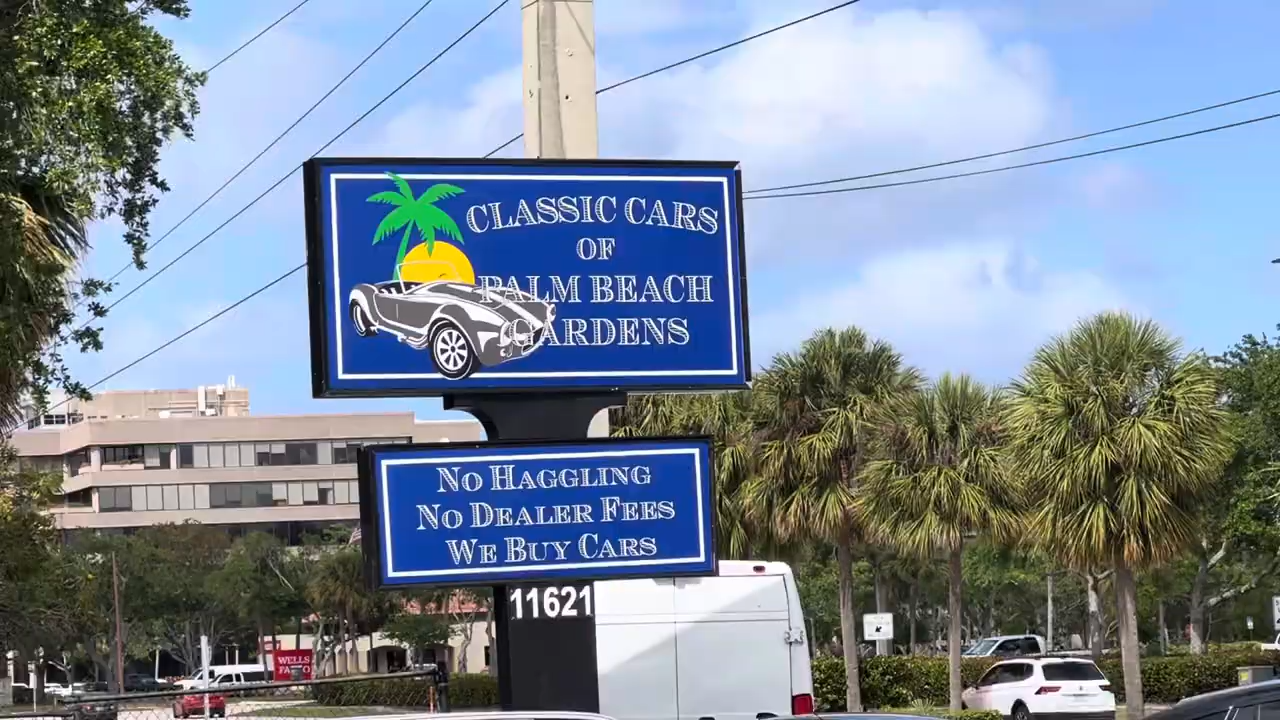 CLASSIC CARS
OF
PALM BEACH
GARDENS
NO HAGGLING
NO DEALER FEES
WE BUY CARS
11621
WELLS
FARGO